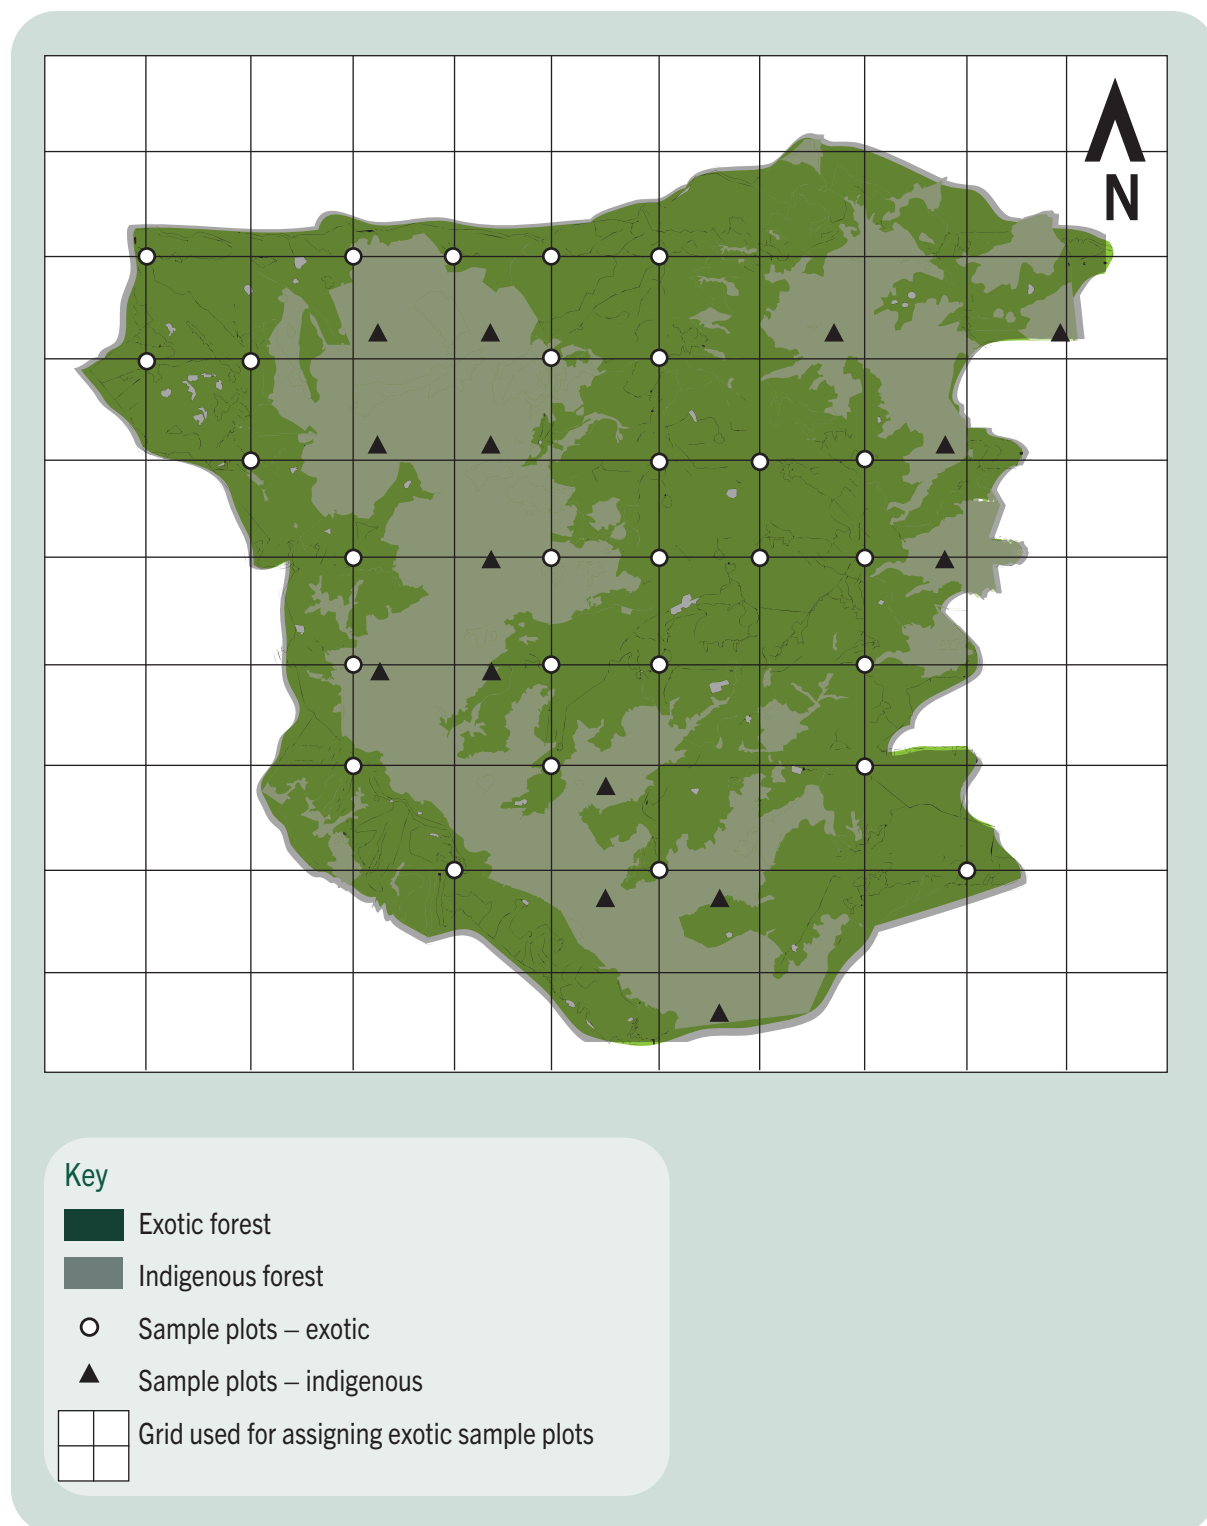 N
Key
Exotic forest
Indigenous forest
Sample plots – exotic
Sample plots – indigenous
Grid used for assigning exotic sample plots